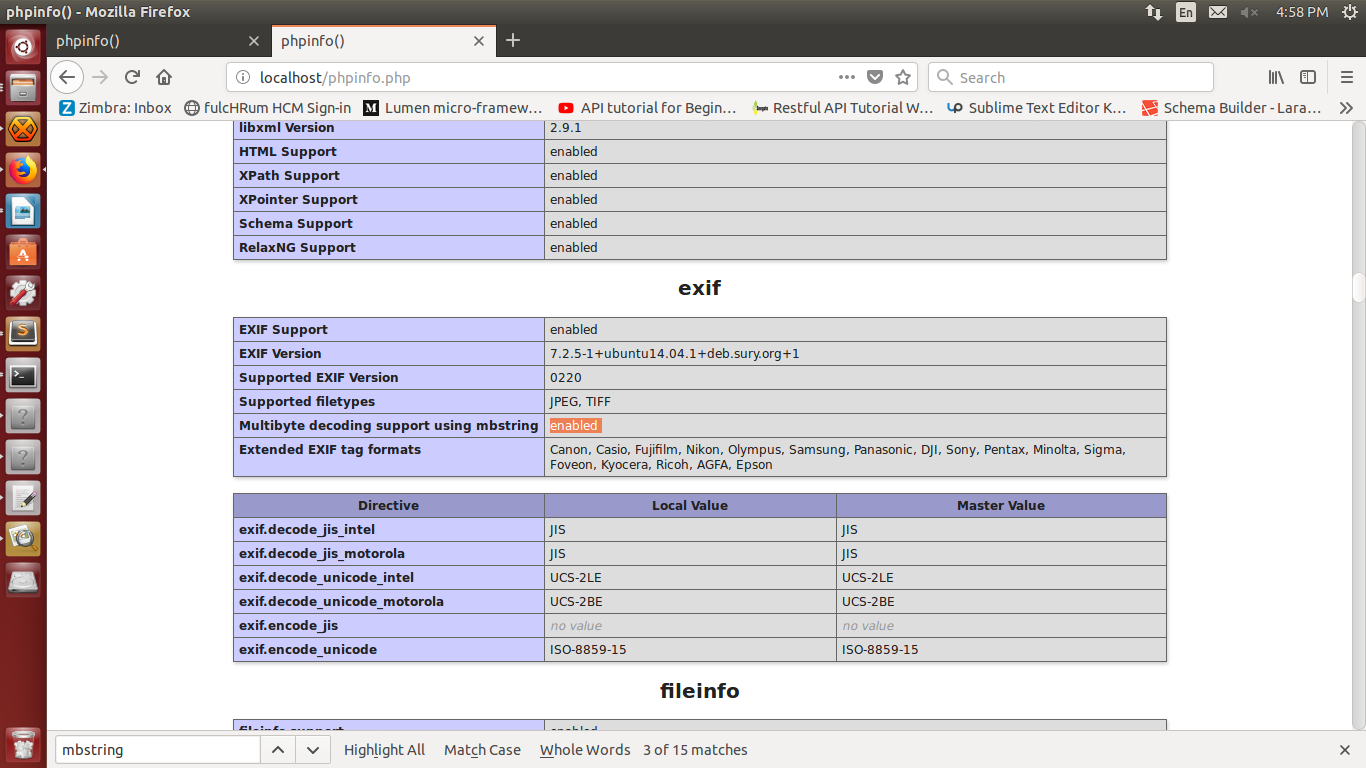 phpinfo() - Mozilla Firefox
En
4:58 PM
phpinfo()
phpinfo()
localhost/phpinfo.php
Search
Zimbra: Inbox
fulcHRum HCM Sign-in
Lumen micro-framew…
API tutorial for Begin…
Restful API Tutorial W…
Sublime Text Editor K…
Schema Builder - Lara…
libxml Version 2.9.1
HTML Support enabled
XPath Support enabled
XPointer Support enabled
Schema Support enabled
RelaxNG Support enabled
exif
EXIF Support enabled
EXIF Version 7.2.5-1+ubuntu14.04.1+deb.sury.org+1
Supported EXIF Version 0220
Supported filetypes JPEG, TIFF
Multibyte decoding support using mbstring enabled
Extended EXIF tag formats Canon, Casio, Fujifilm, Nikon, Olympus, Samsung, Panasonic, DJI, Sony, Pentax, Minolta, Sigma,
Foveon, Kyocera, Ricoh, AGFA, Epson
Directive Local Value Master Value
exif.decode_jis_intel JIS JIS
exif.decode_jis_motorola JIS JIS
exif.decode_unicode_intel UCS-2LE UCS-2LE
exif.decode_unicode_motorola UCS-2BE UCS-2BE
exif.encode_jis no value no value
exif.encode_unicode ISO-8859-15 ISO-8859-15
fileinfo
fileinfo support enabled
mbstring
Highlight All Match Case Whole Words 3 of 15 matches